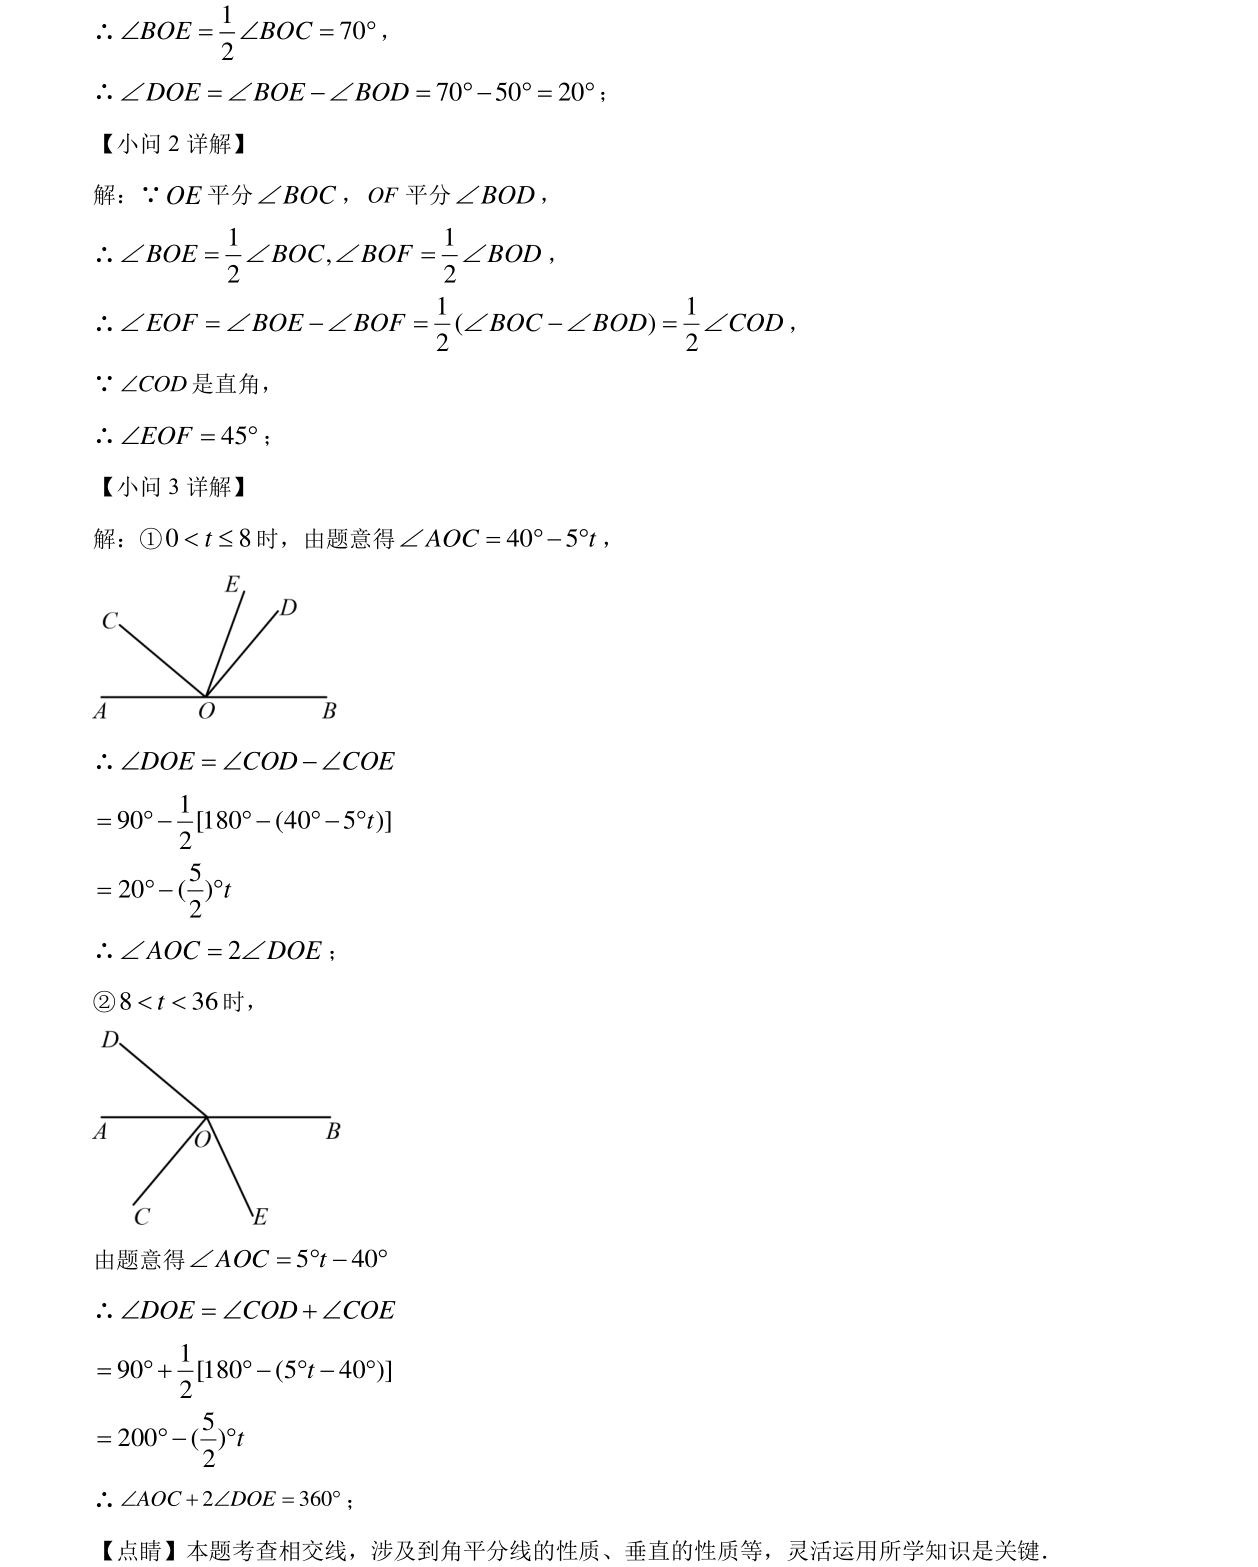 ∴ ∠BOE = 1/2 ∠BOC = 70°，
∴ ∠DOE = ∠BOE − ∠BOD = 70° − 50° = 20°；
【小问 2 详解】
解：∵ OE 平分 ∠BOC，OF 平分 ∠BOD，
∴ ∠BOE = 1/2 ∠BOC, ∠BOF = 1/2 ∠BOD，
∴ ∠EOF = ∠BOE − ∠BOF = 1/2 (∠BOC − ∠BOD) = 1/2 ∠COD，
∵ ∠COD 是直角，
∴ ∠EOF = 45°；
【小问 3 详解】
解：①0 < t ≤ 8 时，由题意得 ∠AOC = 40° − 5°t，
E
D
C
A O B
∴ ∠DOE = ∠COD − ∠COE
= 90° − 1/2 [180° − (40° − 5°t)]
= 20° − (5/2)°t
∴ ∠AOC = 2∠DOE；
②8 < t < 36 时，
D
A O B
C E
由题意得 ∠AOC = 5°t − 40°
∴ ∠DOE = ∠COD + ∠COE
= 90° + 1/2 [180° − (5°t − 40°)]
= 200° − (5/2)°t
∴ ∠AOC + 2∠DOE = 360°；
【点睛】本题考查相交线，涉及到角平分线的性质、垂直的性质等，灵活运用所学知识是关键．